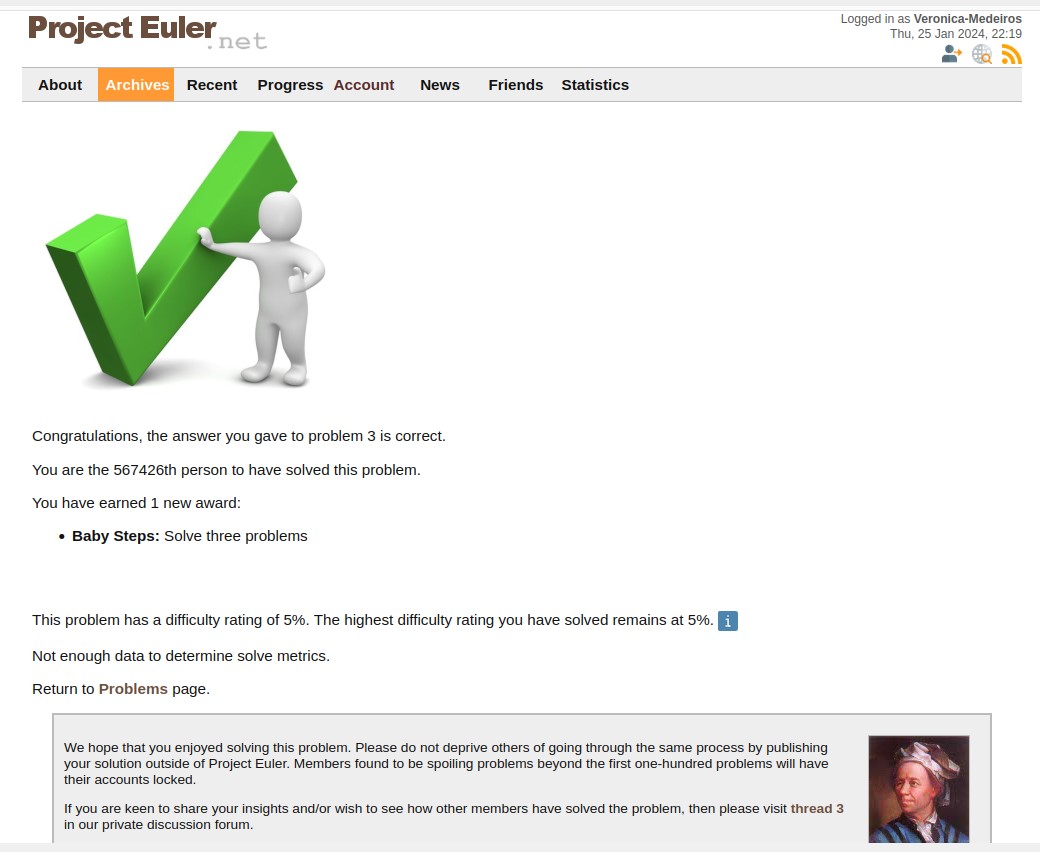 Project Euler.net
Logged in as Veronica-Medeiros
Thu, 25 Jan 2024, 22:19
About Archives Recent Progress Account News Friends Statistics
Congratulations, the answer you gave to problem 3 is correct.
You are the 567426th person to have solved this problem.
You have earned 1 new award:
• Baby Steps: Solve three problems
This problem has a difficulty rating of 5%. The highest difficulty rating you have solved remains at 5%. i
Not enough data to determine solve metrics.
Return to Problems page.
We hope that you enjoyed solving this problem. Please do not deprive others of going through the same process by publishing
your solution outside of Project Euler. Members found to be spoiling problems beyond the first one-hundred problems will have
their accounts locked.
If you are keen to share your insights and/or wish to see how other members have solved the problem, then please visit thread 3
in our private discussion forum.